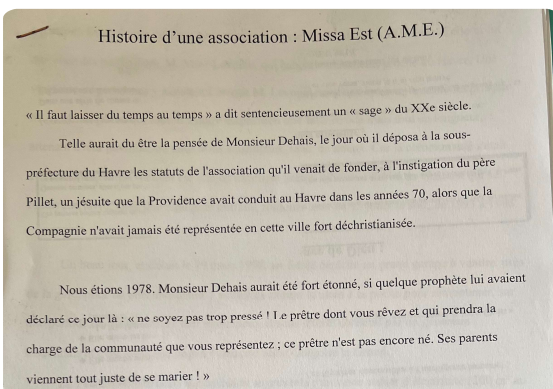 Histoire d'une association : Missa Est (A.M.E.)
« Il faut laisser du temps au temps » a dit sentencieusement un « sage » du XXe siècle.
Telle aurait du être la pensée de Monsieur Dehais, le jour où il déposa à la sous-
préfecture du Havre les statuts de l'association qu'il venait de fonder, à l'instigation du père
Pillet, un jésuite que la Providence avait conduit au Havre dans les années 70, alors que la
Compagnie n'avait jamais été représentée en cette ville fort déchristianisée.
Nous étions 1978. Monsieur Dehais aurait été fort étonné, si quelque prophète lui avaient
déclaré ce jour là : « ne soyez pas trop pressé ! Le prêtre dont vous rêvez et qui prendra la
charge de la communauté que vous représentez ; ce prêtre n'est pas encore né. Ses parents
viennent tout juste de se marier ! »